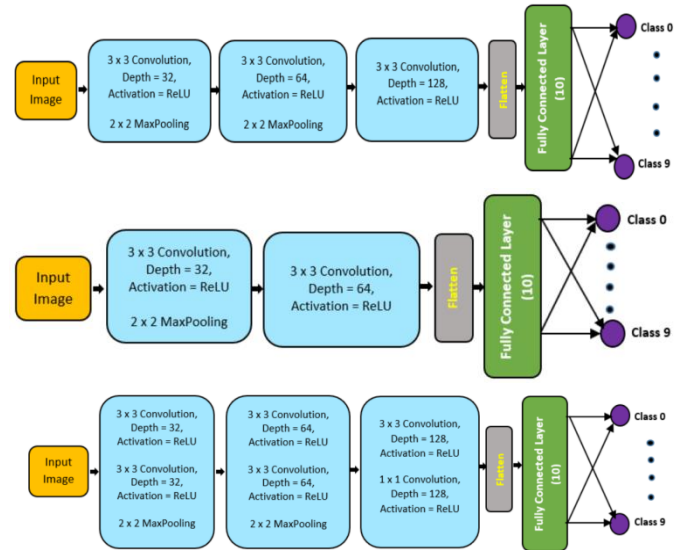 Input
Image
3 x 3 Convolution,
Depth = 32,
Activation = ReLU
2 x 2 MaxPooling
3 x 3 Convolution,
Depth = 64,
Activation = ReLU
2 x 2 MaxPooling
3 x 3 Convolution,
Depth = 128,
Activation = ReLU
Flatten
Fully Connected Layer
(10)
Class 0
Class 9
Input
Image
3 x 3 Convolution,
Depth = 32,
Activation = ReLU
2 x 2 MaxPooling
3 x 3 Convolution,
Depth = 64,
Activation = ReLU
Flatten
Fully Connected Layer
(10)
Class 0
Class 9
Input
Image
3 x 3 Convolution,
Depth = 32,
Activation = ReLU
3 x 3 Convolution,
Depth = 32,
Activation = ReLU
2 x 2 MaxPooling
3 x 3 Convolution,
Depth = 64,
Activation = ReLU
3 x 3 Convolution,
Depth = 64,
Activation = ReLU
2 x 2 MaxPooling
3 x 3 Convolution,
Depth = 128,
Activation = ReLU
1 x 1 Convolution,
Depth = 128,
Activation = ReLU
Flatten
Fully Connected Layer
(10)
Class 0
Class 9